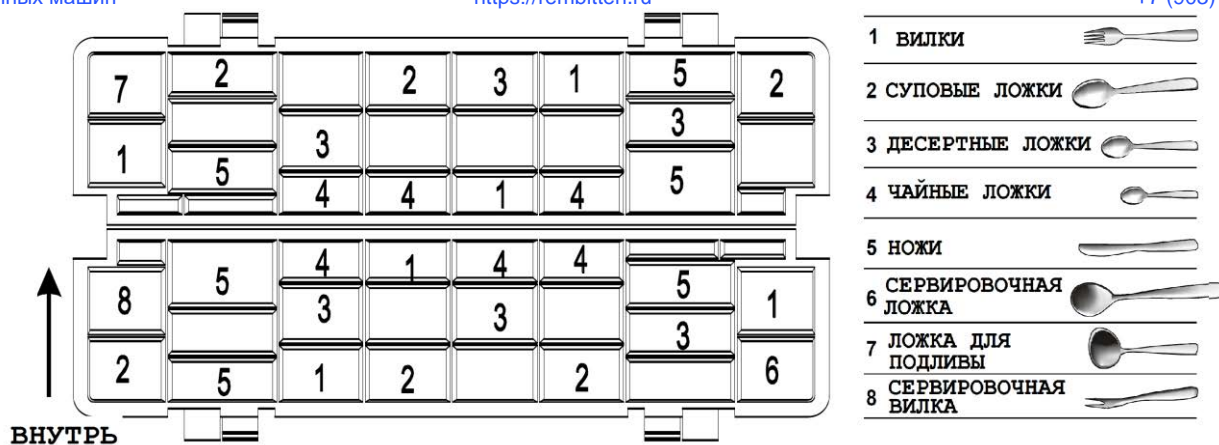 https://rembitteh.ru
7 2 2 3 1 5 2
3
1 3
5 5
4 4 1 4
5 4 1 4 4
5
8 3 3 1
3
2 5 1 2 2 6
ВНУТРЬ
1 ВИЛКИ
2 СУПОВЫЕ ЛОЖКИ
3 ДЕСЕРТНЫЕ ЛОЖКИ
4 ЧАЙНЫЕ ЛОЖКИ
5 НОЖИ
6 СЕРВИРОВОЧНАЯ
ЛОЖКА
7 ЛОЖКА ДЛЯ
ПОДЛИВЫ
8 СЕРВИРОВОЧНАЯ
ВИЛКА